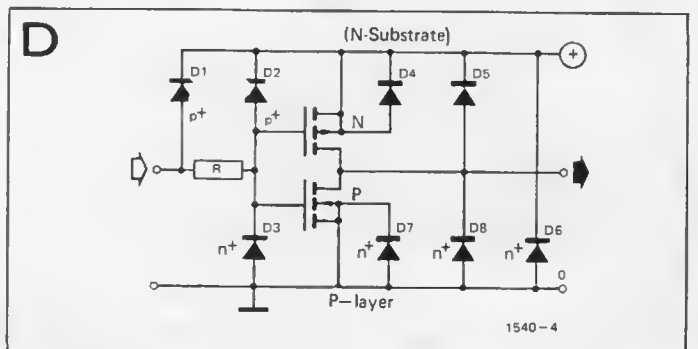 D
(N-Substrate)
+
D1
D2
D4
D5
p+
p+
N
R
P
D3
D7
D8
D6
n+
n+
n+
n+
0
P—layer
1540-4